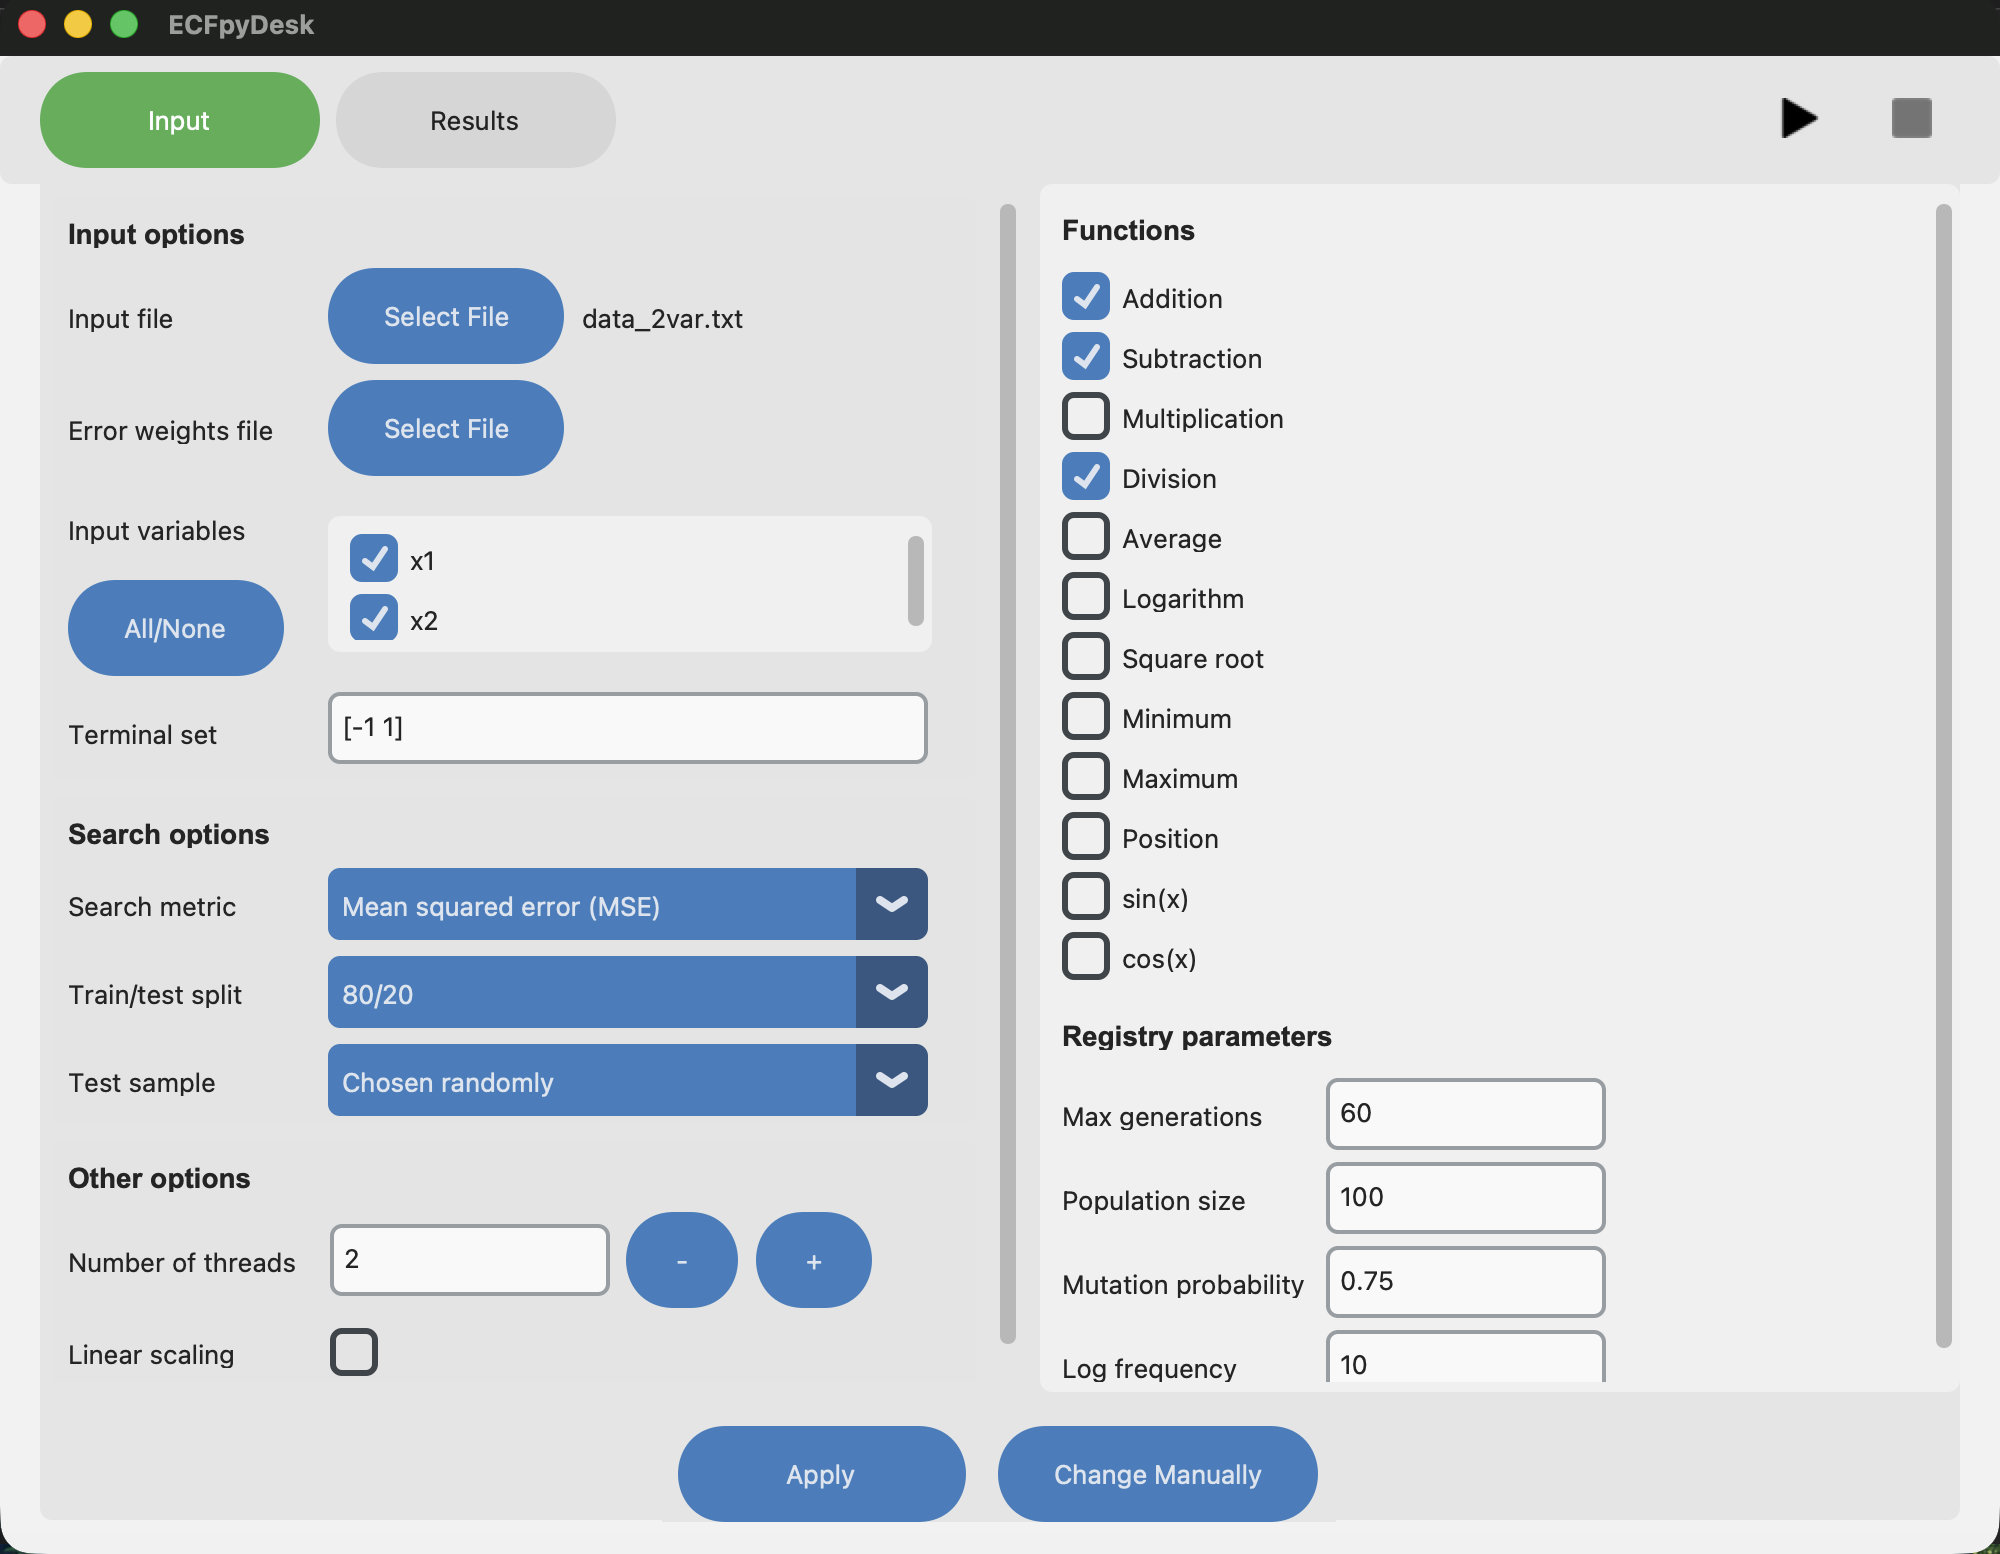 ECFpyDesk
Input
Results
Input options
Input file
Select File
data_2var.txt
Error weights file
Select File
Input variables
x1
x2
All/None
Terminal set
[-1 1]
Search options
Search metric
Mean squared error (MSE)
Train/test split
80/20
Test sample
Chosen randomly
Other options
Number of threads
2
-
+
Linear scaling
Functions
Addition
Subtraction
Multiplication
Division
Average
Logarithm
Square root
Minimum
Maximum
Position
sin(x)
cos(x)
Registry parameters
Max generations
60
Population size
100
Mutation probability
0.75
Log frequency
10
Apply
Change Manually